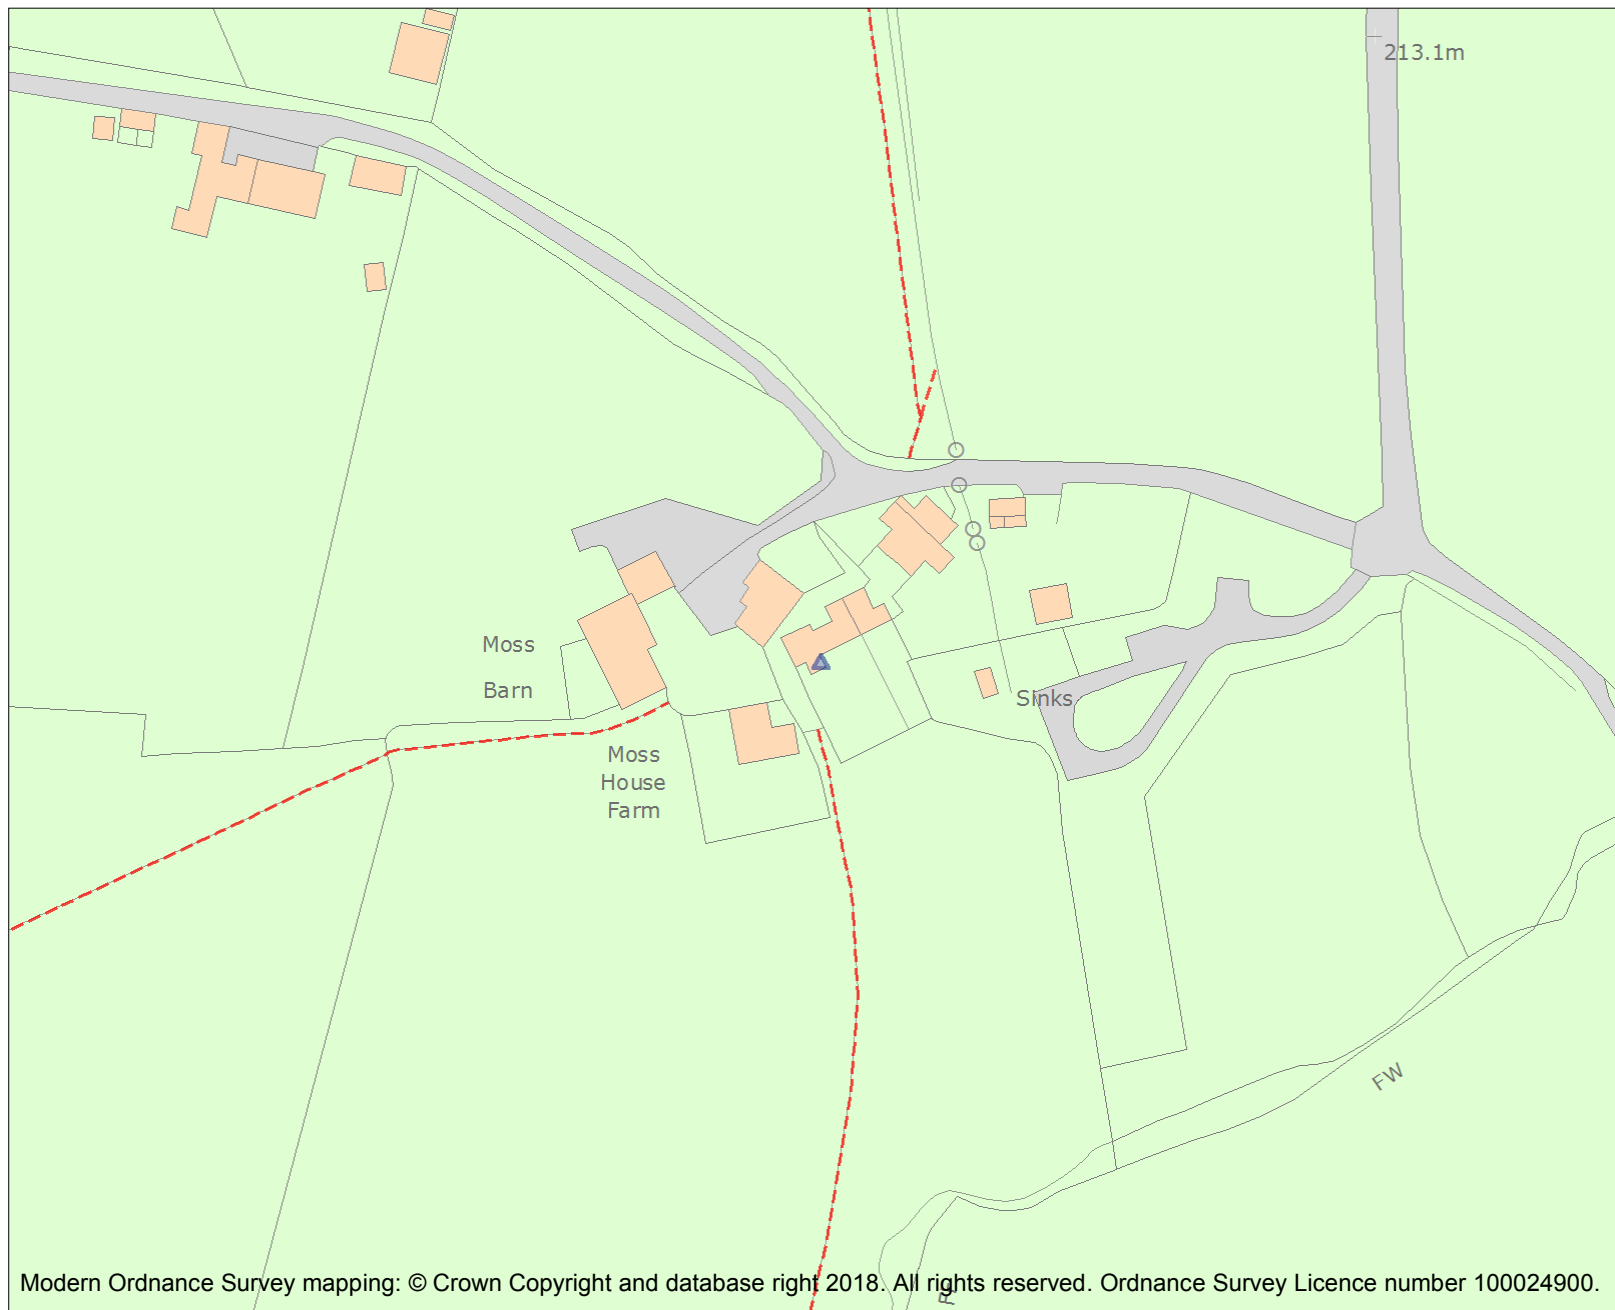 213.1m
Moss
Barn
Sinks
Moss
House
Farm
FW
Modern Ordnance Survey mapping: © Crown Copyright and database right 2018. All rights reserved. Ordnance Survey Licence number 100024900.